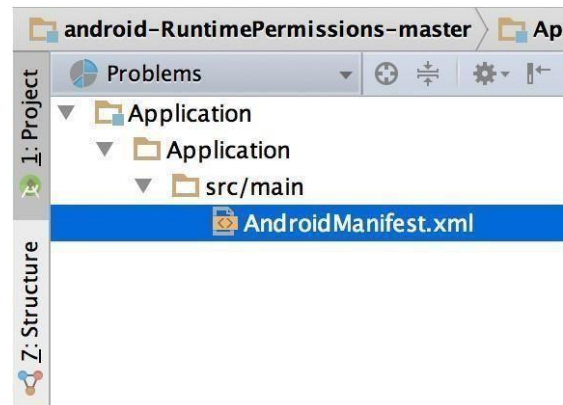 android-RuntimePermissions-master Ap
1: Project
Problems
Application
Application
src/main
AndroidManifest.xml
7: Structure